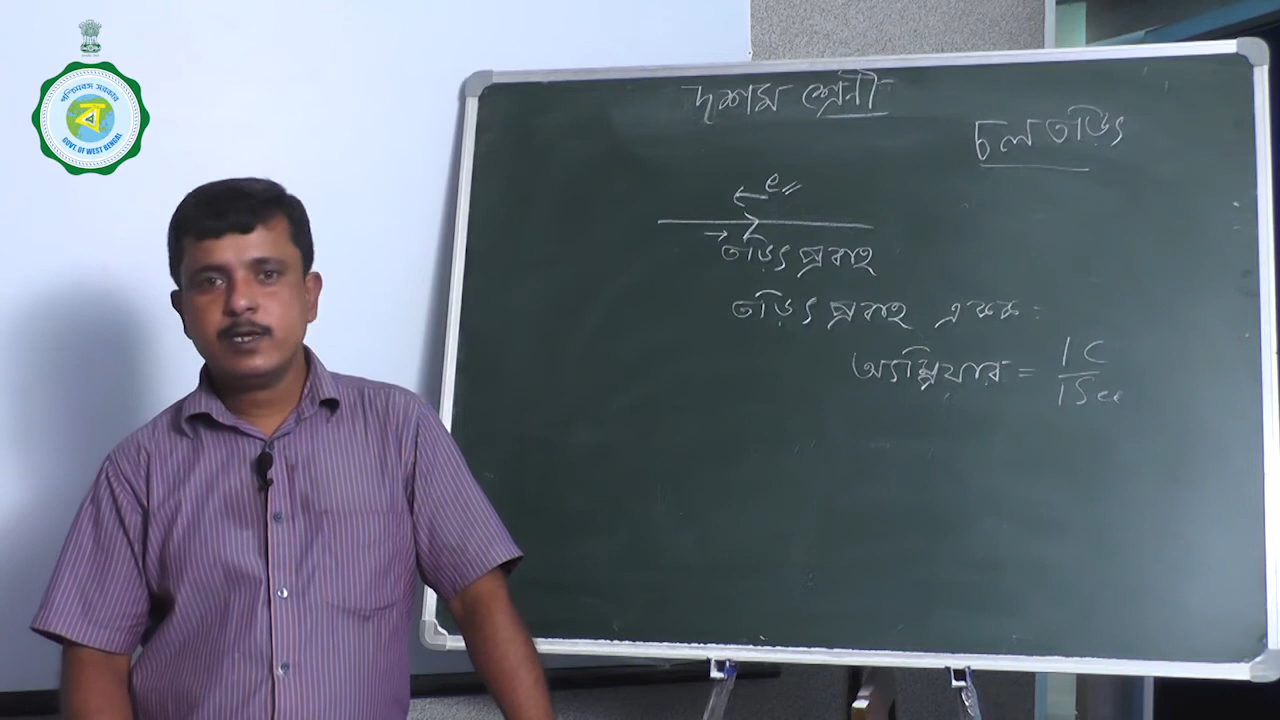 পশ্চিমবঙ্গ সরকার
ব
GOVT. OF WEST BENGAL
দশম শ্রেনী
চলতড়িৎ
e
তড়িৎ প্রবাহ
তড়িৎ প্রবাহ একক:
অ্যাম্পিয়ার = 1C
1Sec